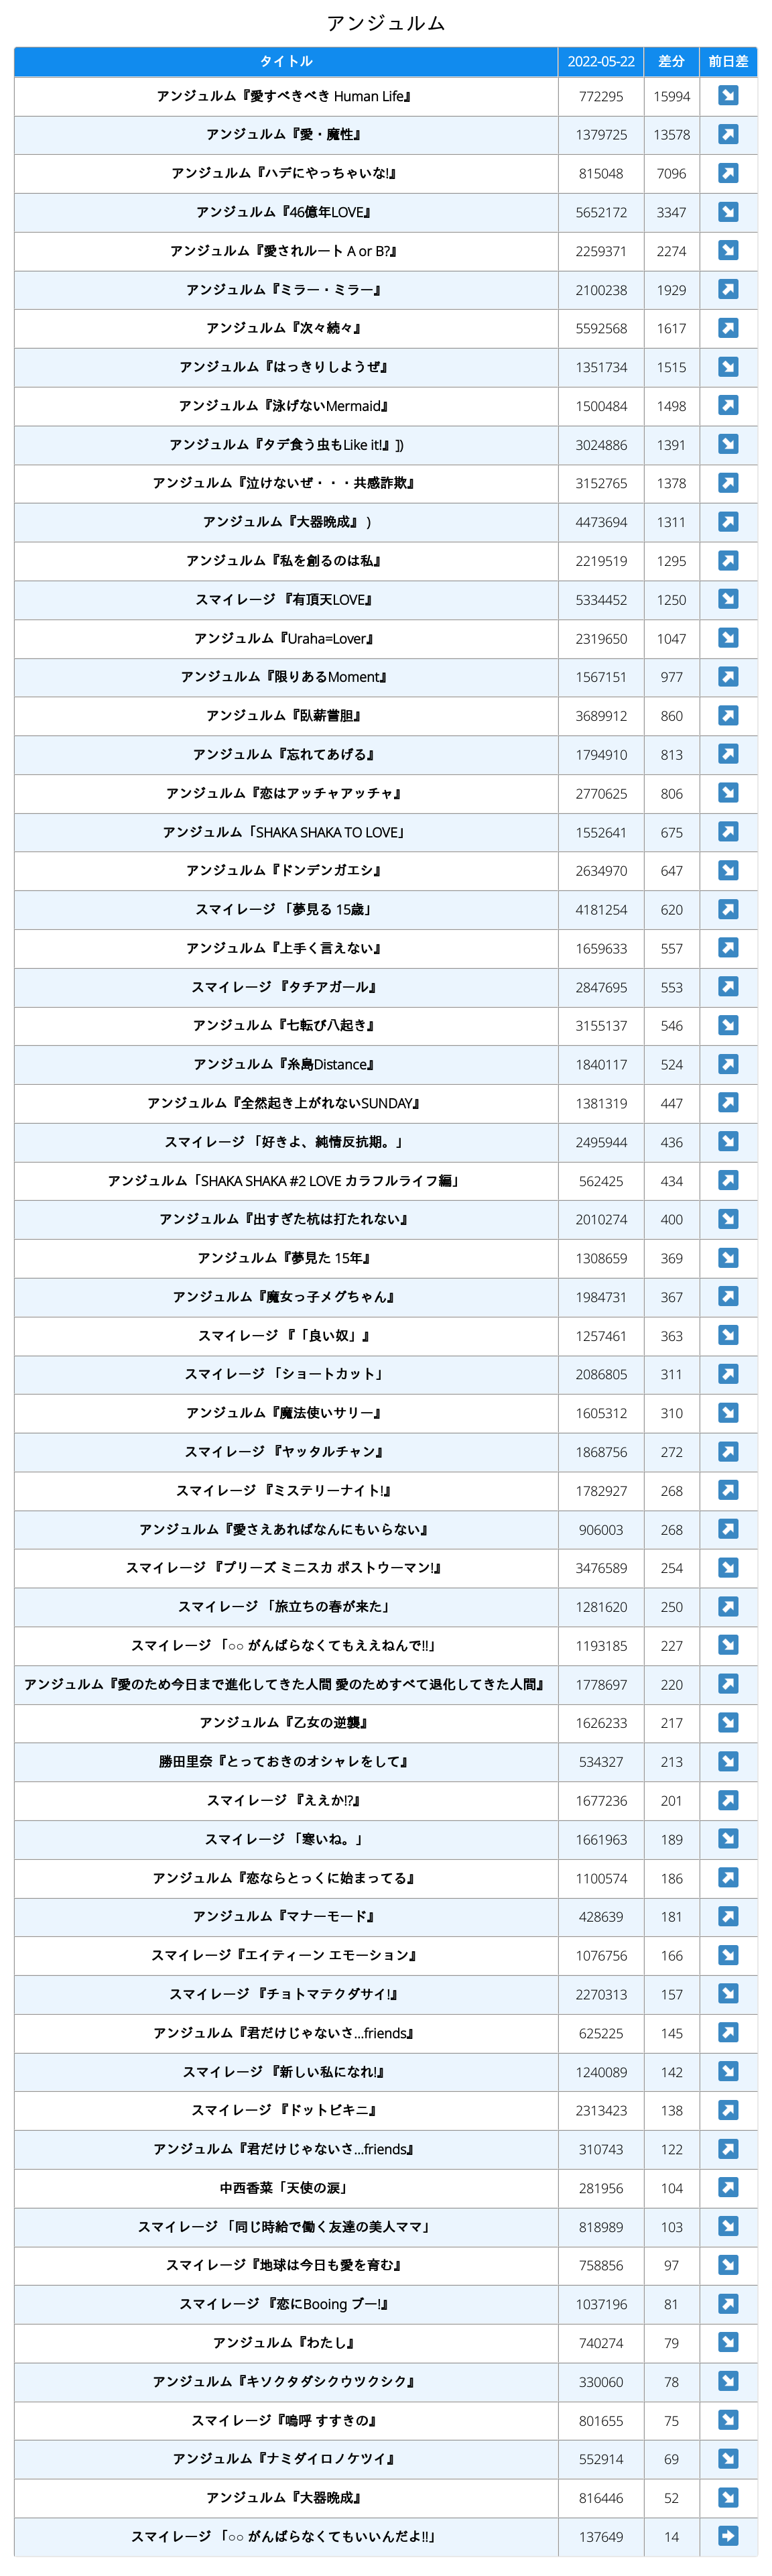 アンジュルム
タイトル 2022-05-22 差分 前日差
アンジュルム『愛すべきべき Human Life』 772295 15994 ↘
アンジュルム『愛・魔性』 1379725 13578 ↗
アンジュルム『ハデにやっちゃいな!』 815048 7096 ↗
アンジュルム『46億年LOVE』 5652172 3347 ↘
アンジュルム『愛されルート A or B?』 2259371 2274 ↘
アンジュルム『ミラー・ミラー』 2100238 1929 ↗
アンジュルム『次々続々』 5592568 1617 ↗
アンジュルム『はっきりしようぜ』 1351734 1515 ↘
アンジュルム『泳げないMermaid』 1500484 1498 ↗
アンジュルム『タデ食う虫もLike it!』]) 3024886 1391 ↘
アンジュルム『泣けないぜ・・・共感詐欺』 3152765 1378 ↗
アンジュルム『大器晩成』 ) 4473694 1311 ↗
アンジュルム『私を創るのは私』 2219519 1295 ↗
スマイレージ 『有頂天LOVE』 5334452 1250 ↘
アンジュルム『Uraha=Lover』 2319650 1047 ↘
アンジュルム『限りあるMoment』 1567151 977 ↗
アンジュルム『臥薪嘗胆』 3689912 860 ↗
アンジュルム『忘れてあげる』 1794910 813 ↗
アンジュルム『恋はアッチャアッチャ』 2770625 806 ↘
アンジュルム「SHAKA SHAKA TO LOVE」 1552641 675 ↗
アンジュルム『ドンデンガエシ』 2634970 647 ↘
スマイレージ 「夢見る 15歳」 4181254 620 ↗
アンジュルム『上手く言えない』 1659633 557 ↗
スマイレージ 『タチアガール』 2847695 553 ↗
アンジュルム『七転び八起き』 3155137 546 ↘
アンジュルム『糸島Distance』 1840117 524 ↗
アンジュルム『全然起き上がれないSUNDAY』 1381319 447 ↗
スマイレージ 「好きよ、純情反抗期。」 2495944 436 ↘
アンジュルム「SHAKA SHAKA #2 LOVE カラフルライフ編」 562425 434 ↗
アンジュルム『出すぎた杭は打たれない』 2010274 400 ↘
アンジュルム『夢見た 15年』 1308659 369 ↘
アンジュルム『魔女っ子メグちゃん』 1984731 367 ↗
スマイレージ 『「良い奴」』 1257461 363 ↘
スマイレージ 「ショートカット」 2086805 311 ↗
アンジュルム『魔法使いサリー』 1605312 310 ↘
スマイレージ 『ヤッタルチャン』 1868756 272 ↗
スマイレージ 『ミステリーナイト!』 1782927 268 ↗
アンジュルム『愛さえあればなんにもいらない』 906003 268 ↗
スマイレージ 『プリーズ ミニスカ ポストウーマン!』 3476589 254 ↘
スマイレージ 「旅立ちの春が来た」 1281620 250 ↗
スマイレージ 「○○ がんばらなくてもええねんで!!」 1193185 227 ↘
アンジュルム『愛のため今日まで進化してきた人間 愛のためすべて退化してきた人間』 1778697 220 ↗
アンジュルム『乙女の逆襲』 1626233 217 ↘
勝田里奈『とっておきのオシャレをして』 534327 213 ↘
スマイレージ 『ええか!?』 1677236 201 ↗
スマイレージ 「寒いね。」 1661963 189 ↘
アンジュルム『恋ならとっくに始まってる』 1100574 186 ↗
アンジュルム『マナーモード』 428639 181 ↗
スマイレージ『エイティーン エモーション』 1076756 166 ↘
スマイレージ 『チョトマテクダサイ!』 2270313 157 ↘
アンジュルム『君だけじゃないさ...friends』 625225 145 ↗
スマイレージ 『新しい私になれ!』 1240089 142 ↘
スマイレージ 『ドットビキニ』 2313423 138 ↗
アンジュルム『君だけじゃないさ...friends』 310743 122 ↗
中西香菜「天使の涙」 281956 104 ↗
スマイレージ 「同じ時給で働く友達の美人ママ」 818989 103 ↘
スマイレージ『地球は今日も愛を育む』 758856 97 ↘
スマイレージ 『恋にBooing ブー!』 1037196 81 ↗
アンジュルム『わたし』 740274 79 ↘
アンジュルム『キソクタダシクウツクシク』 330060 78 ↘
スマイレージ『嗚呼 すすきの』 801655 75 ↘
アンジュルム『ナミダイロノケツイ』 552914 69 ↘
アンジュルム『大器晩成』 816446 52 ↘
スマイレージ 「○○ がんばらなくてもいいんだよ!!」 137649 14 ➡